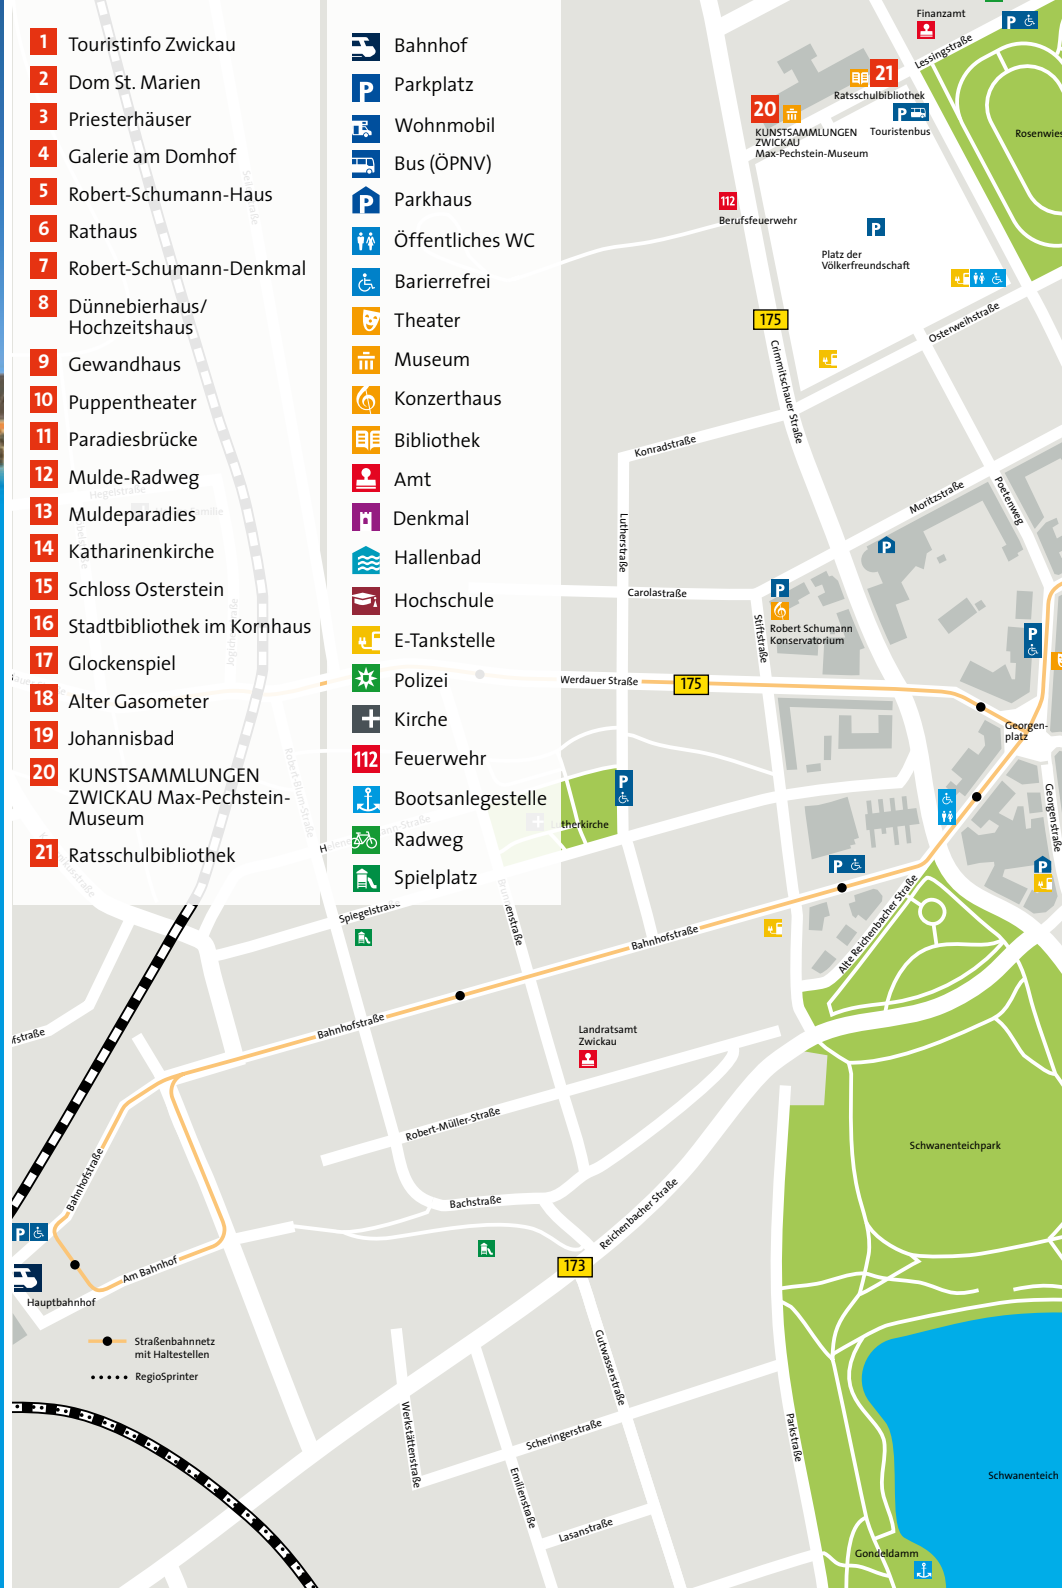 1 Touristinfo Zwickau
2 Dom St. Marien
3 Priesterhäuser
4 Galerie am Domhof
5 Robert-Schumann-Haus
6 Rathaus
7 Robert-Schumann-Denkmal
8 Dünnebierhaus/
Hochzeitshaus
9 Gewandhaus
10 Puppentheater
11 Paradiesbrücke
12 Mulde-Radweg
13 Muldeparadies
14 Katharinenkirche
15 Schloss Osterstein
16 Stadtbibliothek im Kornhaus
17 Glockenspiel
18 Alter Gasometer
19 Johannisbad
20 KUNSTSAMMLUNGEN
ZWICKAU Max-Pechstein-
Museum
21 Ratsschulbibliothek
Bahnhof
P Parkplatz
Wohnmobil
Bus (ÖPNV)
P Parkhaus
Öffentliches WC
Barierrefrei
Theater
Museum
Konzerthaus
Bibliothek
Amt
Denkmal
Hallenbad
Hochschule
E-Tankstelle
Polizei
Kirche
112 Feuerwehr
Bootsanlegestelle
Radweg
Spielplatz
Finanzamt
P
Lessingstraße
21
Ratsschulbibliothek
20
KUNSTSAMMLUNGEN
ZWICKAU
Max-Pechstein-Museum
P
Touristenbus
Rosenwies
112
Berufsfeuerwehr
P
Platz der
Völkerfreundschaft
175
Osterweihstraße
Crimmitschauer Straße
Konradstraße
Hegelstraße
Moritzstraße
Poetenweg
Lutherstraße
P
Carolastraße
P
Robert Schumann
Konservatorium
Stiftstraße
P
Werdauer Straße
175
Georgen-
platz
Georgenstraße
Robert-Blum-Straße
P
therkirche
Spiegelstraße
P
P
Bahnhofstraße
Alte Reichenbacher Straße
Bahnhofstraße
Landratsamt
Zwickau
Robert-Müller-Straße
Schwanenteichpark
Bahnhofstraße
Bachstraße
Reichenbacher Straße
P
173
Am Bahnhof
Hauptbahnhof
Straßenbahnnetz
mit Haltestellen
RegioSprinter
Gutwasserstraße
Werkstättenstraße
Scheringerstraße
Parkstraße
Emilienstraße
Schwanenteich
Lasanstraße
Gondeldamm